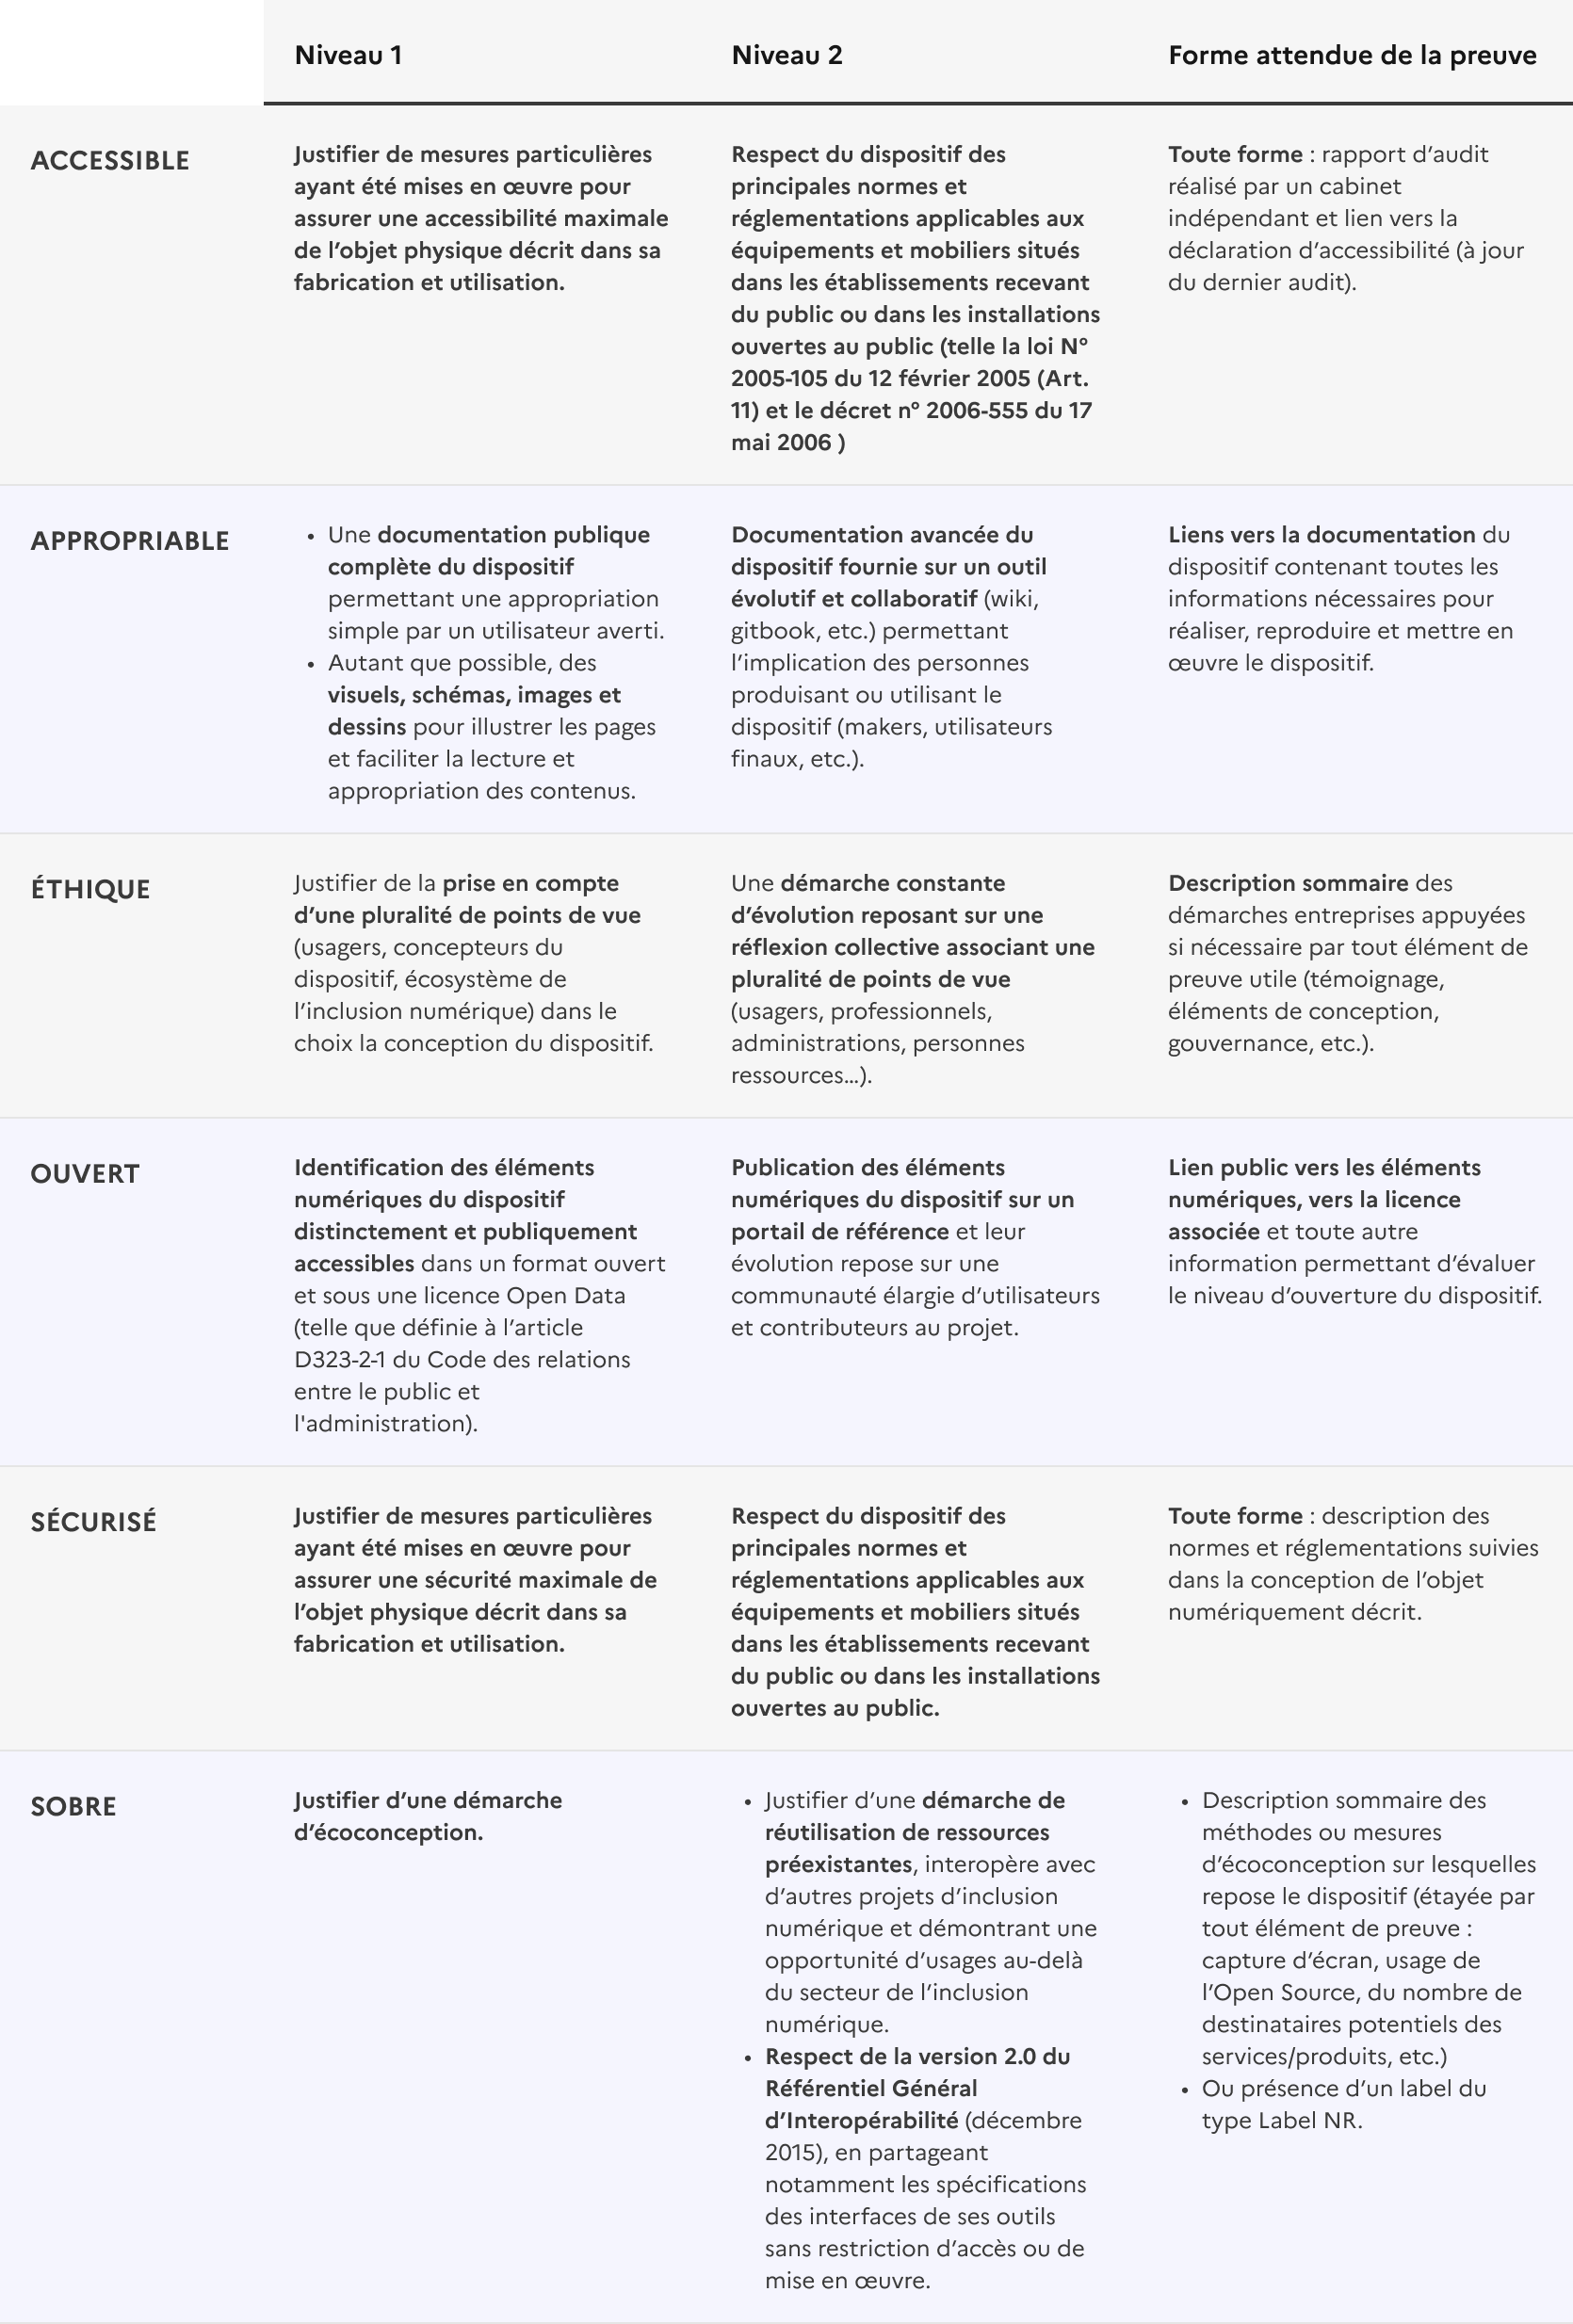 Niveau 1
Niveau 2
Forme attendue de la preuve
ACCESSIBLE
Justifier de mesures particulières
ayant été mises en œuvre pour
assurer une accessibilité maximale
de l’objet physique décrit dans sa
fabrication et utilisation.
Respect du dispositif des
principales normes et
réglementations applicables aux
équipements et mobiliers situés
dans les établissements recevant
du public ou dans les installations
ouvertes au public (telle la loi N°
2005-105 du 12 février 2005 (Art.
11) et le décret n° 2006-555 du 17
mai 2006 )
Toute forme : rapport d’audit
réalisé par un cabinet
indépendant et lien vers la
déclaration d’accessibilité (à jour
du dernier audit).
APPROPRIABLE
• Une documentation publique
complète du dispositif
permettant une appropriation
simple par un utilisateur averti.
• Autant que possible, des
visuels, schémas, images et
dessins pour illustrer les pages
et faciliter la lecture et
appropriation des contenus.
Documentation avancée du
dispositif fournie sur un outil
évolutif et collaboratif (wiki,
gitbook, etc.) permettant
l’implication des personnes
produisant ou utilisant le
dispositif (makers, utilisateurs
finaux, etc.).
Liens vers la documentation du
dispositif contenant toutes les
informations nécessaires pour
réaliser, reproduire et mettre en
œuvre le dispositif.
ÉTHIQUE
Justifier de la prise en compte
d’une pluralité de points de vue
(usagers, concepteurs du
dispositif, écosystème de
l’inclusion numérique) dans le
choix la conception du dispositif.
Une démarche constante
d’évolution reposant sur une
réflexion collective associant une
pluralité de points de vue
(usagers, professionnels,
administrations, personnes
ressources…).
Description sommaire des
démarches entreprises appuyées
si nécessaire par tout élément de
preuve utile (témoignage,
éléments de conception,
gouvernance, etc.).
OUVERT
Identification des éléments
numériques du dispositif
distinctement et publiquement
accessibles dans un format ouvert
et sous une licence Open Data
(telle que définie à l’article
D323-2-1 du Code des relations
entre le public et
l'administration).
Publication des éléments
numériques du dispositif sur un
portail de référence et leur
évolution repose sur une
communauté élargie d’utilisateurs
et contributeurs au projet.
Lien public vers les éléments
numériques, vers la licence
associée et toute autre
information permettant d’évaluer
le niveau d’ouverture du dispositif.
SÉCURISÉ
Justifier de mesures particulières
ayant été mises en œuvre pour
assurer une sécurité maximale de
l’objet physique décrit dans sa
fabrication et utilisation.
Respect du dispositif des
principales normes et
réglementations applicables aux
équipements et mobiliers situés
dans les établissements recevant
du public ou dans les installations
ouvertes au public.
Toute forme : description des
normes et réglementations suivies
dans la conception de l’objet
numériquement décrit.
SOBRE
Justifier d’une démarche
d’écoconception.
• Justifier d’une démarche de
réutilisation de ressources
préexistantes, interopère avec
d’autres projets d’inclusion
numérique et démontrant une
opportunité d’usages au-delà
du secteur de l’inclusion
numérique.
• Respect de la version 2.0 du
Référentiel Général
d’Interopérabilité (décembre
2015), en partageant
notamment les spécifications
des interfaces de ses outils
sans restriction d’accès ou de
mise en œuvre.
• Description sommaire des
méthodes ou mesures
d’écoconception sur lesquelles
repose le dispositif (étayée par
tout élément de preuve :
capture d’écran, usage de
l’Open Source, du nombre de
destinataires potentiels des
services/produits, etc.)
• Ou présence d’un label du
type Label NR.